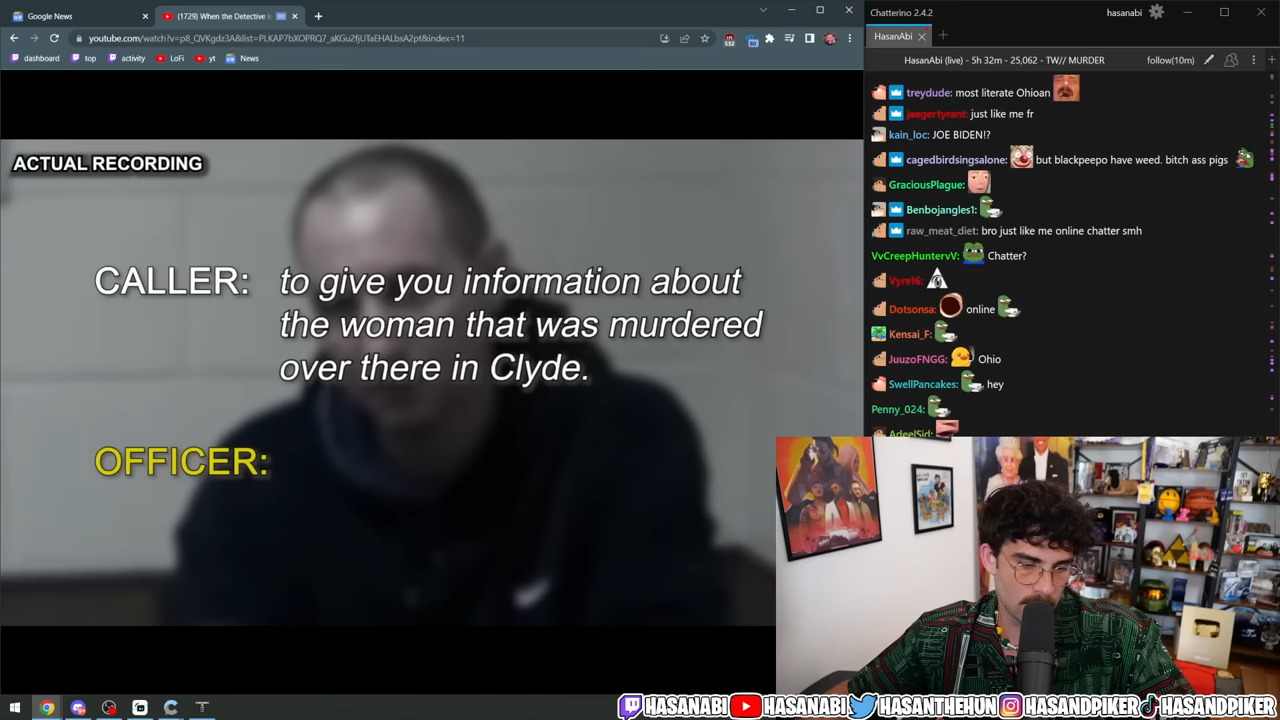 Google News
(1729) When the Detective i
youtube.com/watch?v=p8_QVKgdz3A&list=PLKAP7bXOPRQ7_aKGu2fjUTaEHALbsA2pt&index=11
532
80
dashboard
top
activity
LoFi
yt
News
ACTUAL RECORDING
CALLER: to give you information about
the woman that was murdered
over there in Clyde.
OFFICER:
Chatterino 2.4.2
hasanabi
HasanAbi
HasanAbi (live) - 5h 32m - 25,062 - TW// MURDER
follow(10m)
treydude: most literate Ohioan
jaegertyrant: just like me fr
kain_loc: JOE BIDEN!?
cagedbirdsingsalone: but blackpeepo have weed. bitch ass pigs
GraciousPlague:
Benbojangles1:
raw_meat_diet: bro just like me online chatter smh
VvCreepHuntervV: Chatter?
Vyre16:
Dotsonsa: online
Kensai_F:
JuuzoFNGG: Ohio
SwellPancakes: hey
Penny_024:
AdeelSid:
HASANABI HASANABI HASANTHEHUN HASANDPIKER HASANDPIKER